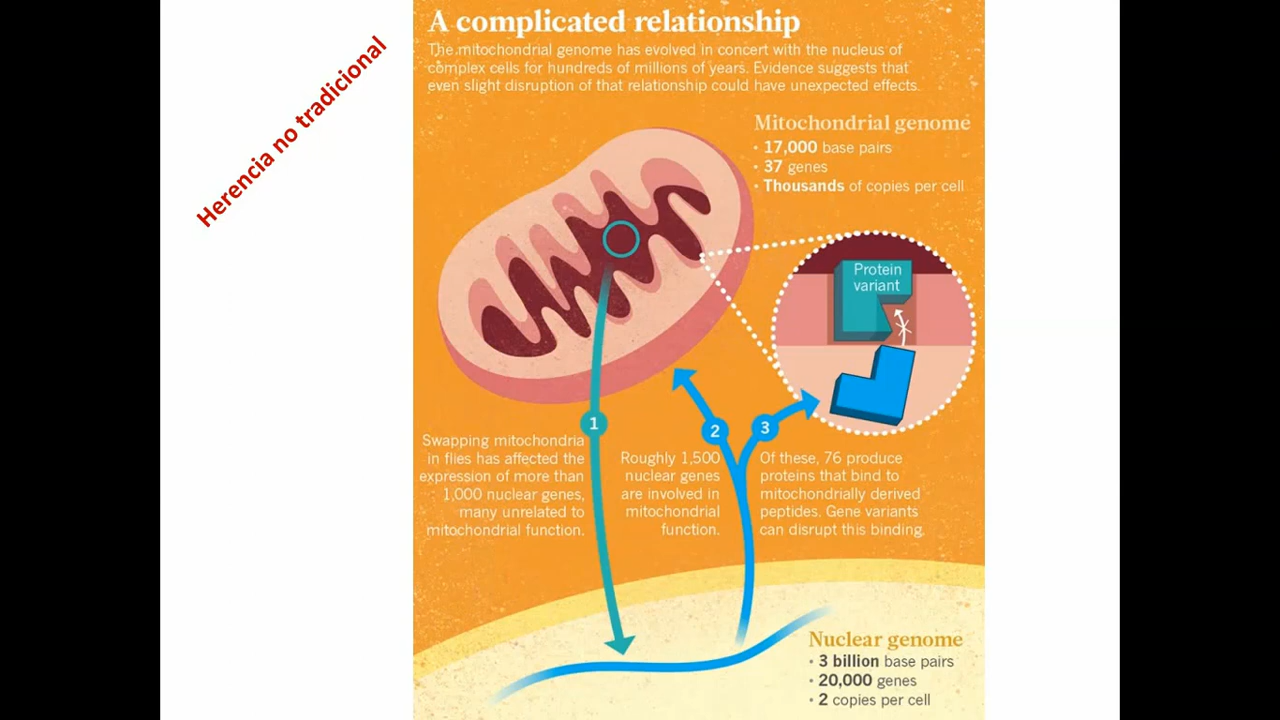 Herencia no tradicional
A complicated relationship
The mitochondrial genome has evolved in concert with the nucleus of
complex cells for hundreds of millions of years. Evidence suggests that
even slight disruption of that relationship could have unexpected effects.
Mitochondrial genome
• 17,000 base pairs
• 37 genes
• Thousands of copies per cell
Protein
variant
1
2
3
Swapping mitochondria
in flies has affected the
expression of more than
1,000 nuclear genes,
many unrelated to
mitochondrial function.
Roughly 1,500
nuclear genes
are involved in
mitochondrial
function.
Of these, 76 produce
proteins that bind to
mitochondrially derived
peptides. Gene variants
can disrupt this binding.
Nuclear genome
• 3 billion base pairs
• 20,000 genes
• 2 copies per cell